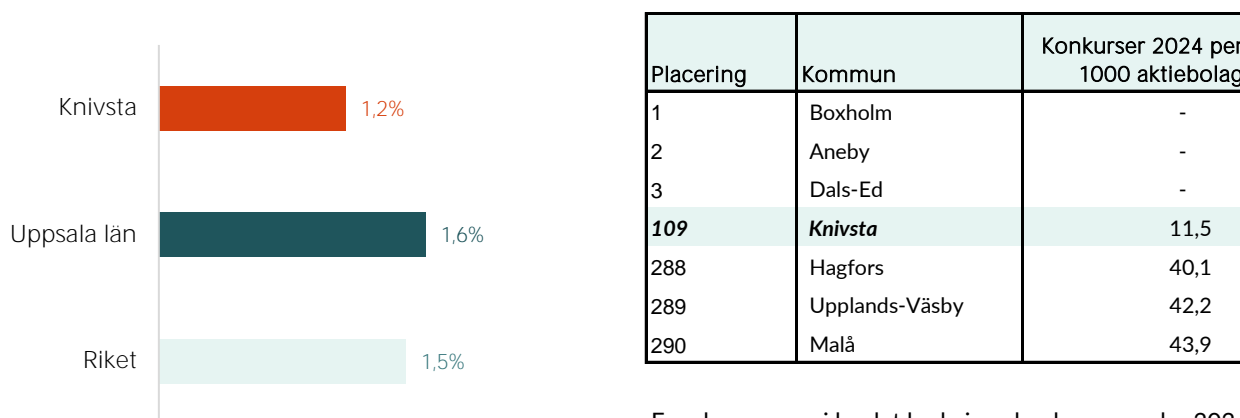 Knivsta 1,2%
Uppsala län 1,6%
Riket 1,5%
Konkurser 2024 per
Placering Kommun 1000 aktiebolag
1 Boxholm -
2 Aneby -
3 Dals-Ed -
109 Knivsta 11,5
288 Hagfors 40,1
289 Upplands-Väsby 42,2
290 Malå 43,9